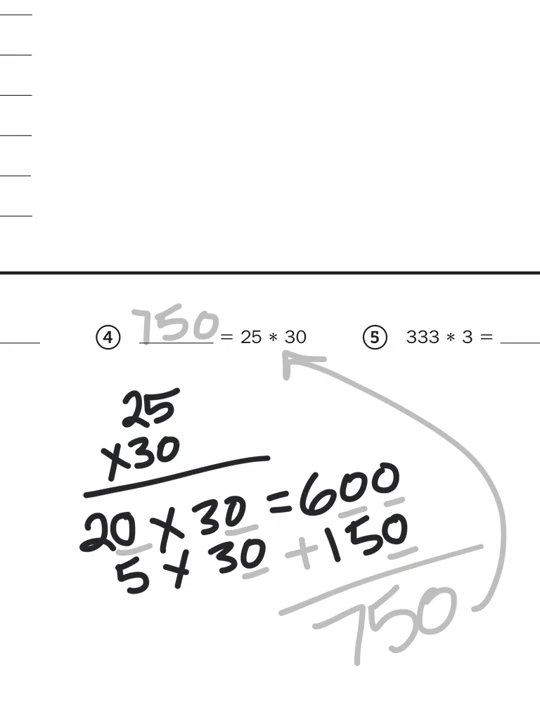 ④ 750 = 25 * 30
⑤ 333 * 3 =
25
x30
20 x 30 = 600
5 x 30 + 150
750